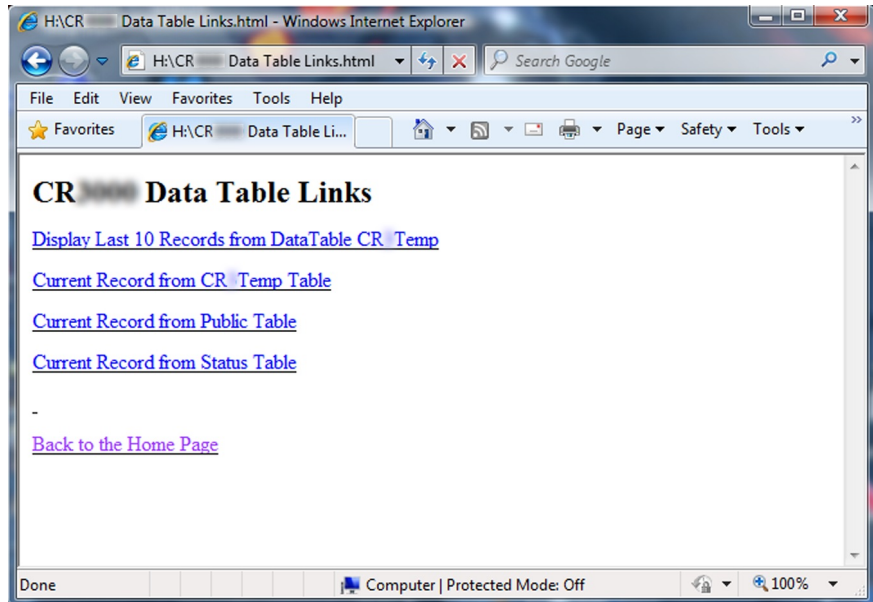 H:\CR Data Table Links.html - Windows Internet Explorer
H:\CR Data Table Links.html Search Google
File Edit View Favorites Tools Help
Favorites H:\CR Data Table Li... Page Safety Tools »
CR Data Table Links
Display Last 10 Records from DataTable CR Temp
Current Record from CR Temp Table
Current Record from Public Table
Current Record from Status Table
-
Back to the Home Page
Done Computer | Protected Mode: Off 100%